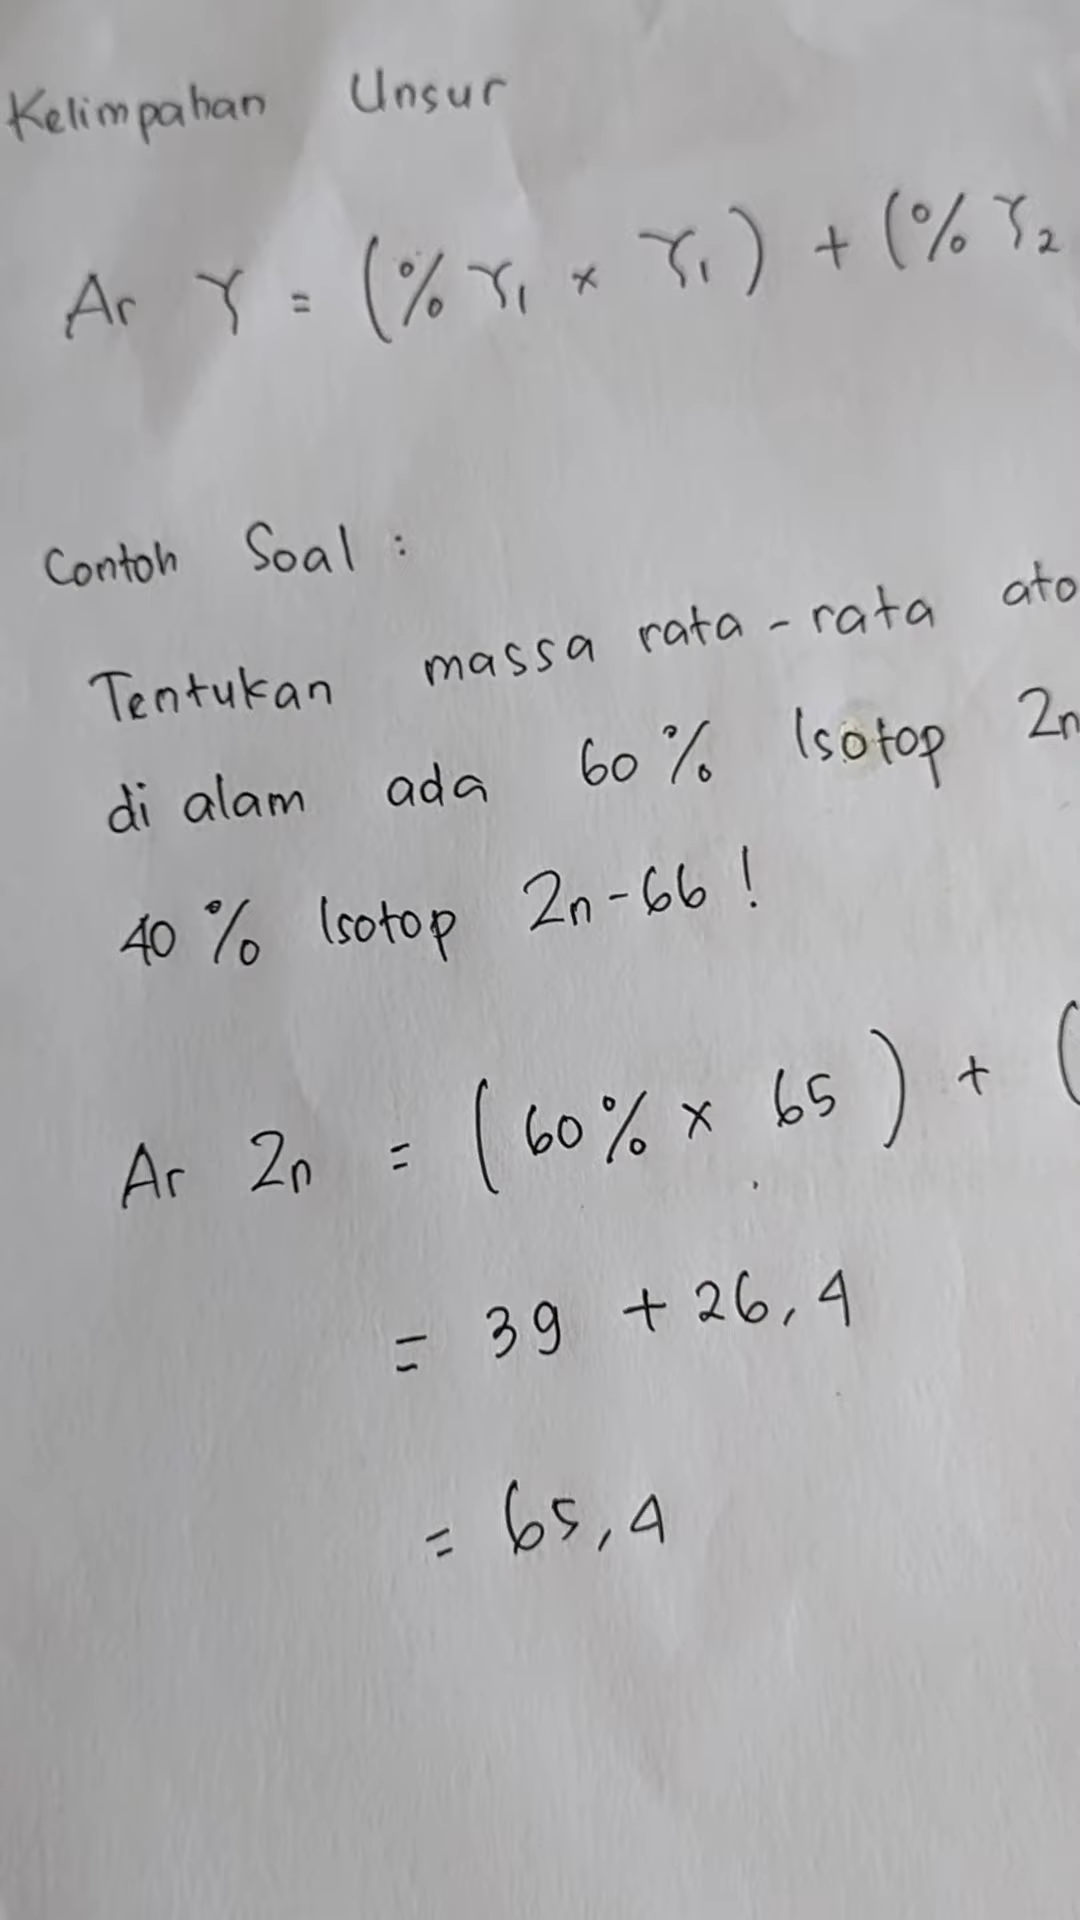 Kelimpahan Unsur
Ar Y = (% Y₁ × Y₁) + (% Y₂
Contoh Soal :
Tentukan massa rata-rata ato
di alam ada 60% Isotop Zn
40% Isotop Zn-66!
Ar Zn = (60% × 65) + (
= 39 + 26,4
= 65,4